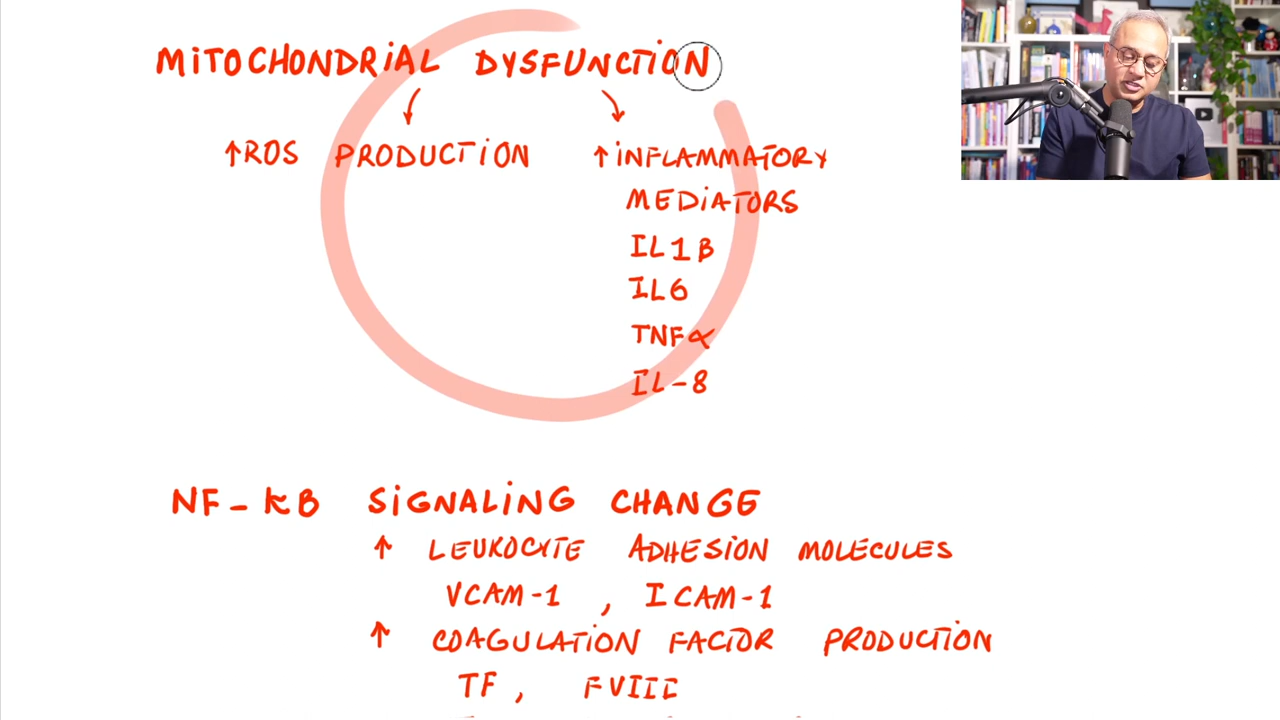 MiTOCHONDRiAL DYSFUNCTiON
↑ROS PRODUCTiON
↑iNFLAMMATORY
MEDiATORS
IL1B
IL6
TNFα
IL-8
NF-KB SiGNALiNG CHANGE
↑ LEUKOCYTE ADHESiON MOLECULES
VCAM-1, ICAM-1
↑ COAGULATiON FACTOR PRODUCTiON
TF, FVIII